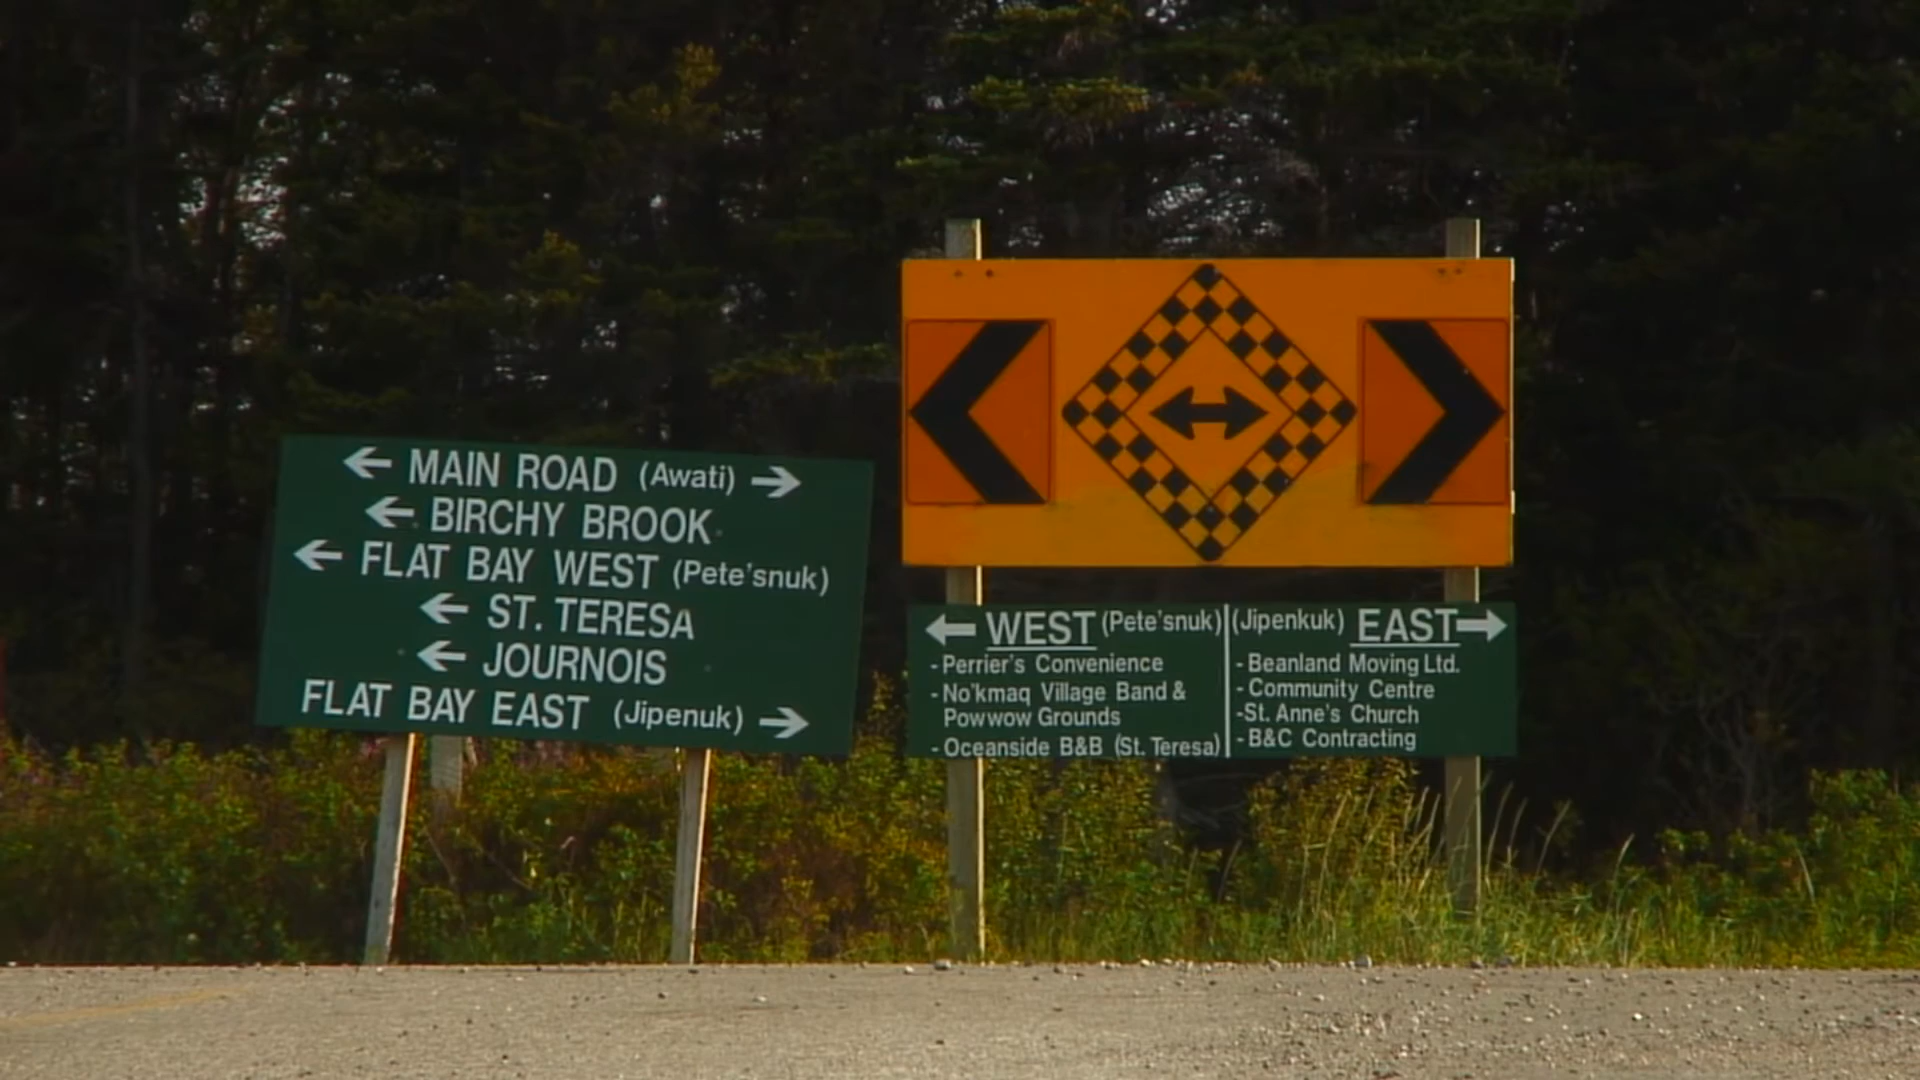 MAIN ROAD (Awati)
BIRCHY BROOK
FLAT BAY WEST (Pete'snuk)
ST. TERESA
JOURNOIS
FLAT BAY EAST (Jipenuk)
WEST (Pete'snuk)
- Perrier's Convenience
- No'kmaq Village Band &
Powwow Grounds
- Oceanside B&B (St. Teresa)
(Jipenkuk) EAST
- Beanland Moving Ltd.
- Community Centre
-St. Anne's Church
- B&C Contracting